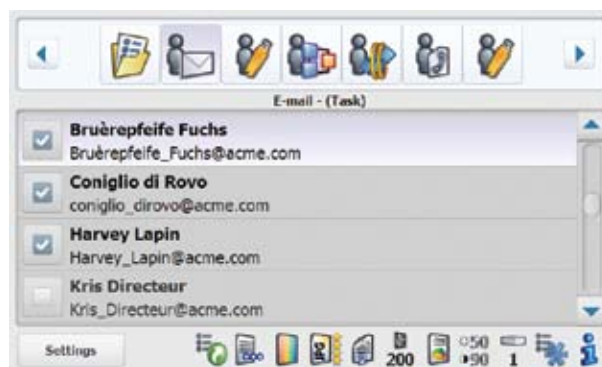 E-mail - (Task)
Bruèrepfeife Fuchs
Bruèrepfeife_Fuchs@acme.com
Coniglio di Rovo
coniglio_dirovo@acme.com
Harvey Lapin
Harvey_Lapin@acme.com
Kris Directeur
Kris_Directeur@acme.com
Settings
JPG
200
50
90
1